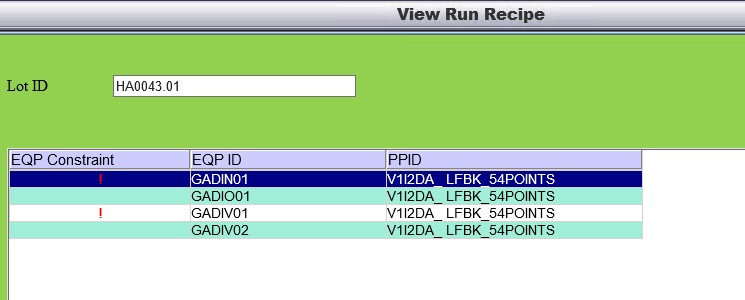 View Run Recipe
Lot ID HA0043.01
EQP Constraint EQP ID PPID
! GADIN01 V1I2DA_ LFBK_54POINTS
GADIO01 V1I2DA_ LFBK_54POINTS
! GADIV01 V1I2DA_ LFBK_54POINTS
GADIV02 V1I2DA_ LFBK_54POINTS